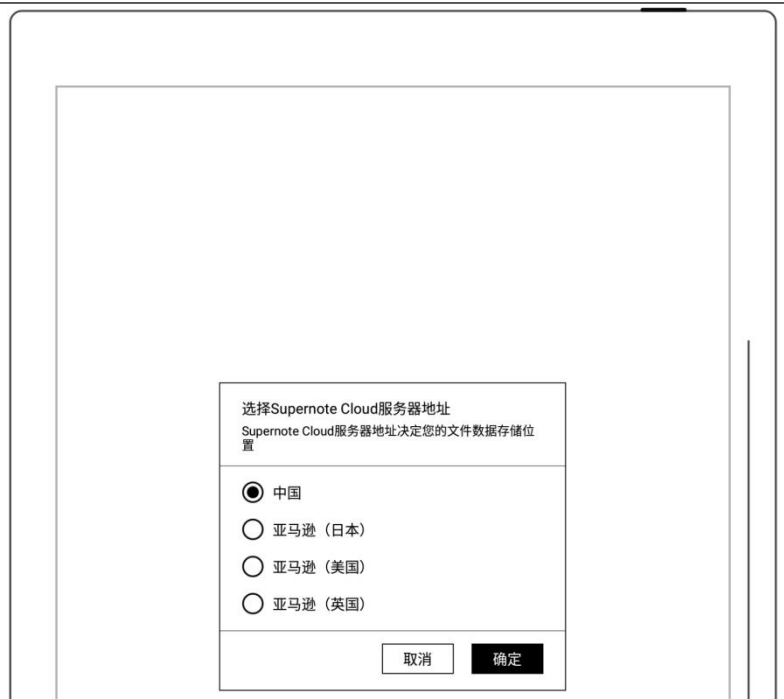 选择Supernote Cloud服务器地址
Supernote Cloud服务器地址决定您的文件数据存储位
置
中国
亚马逊（日本）
亚马逊（美国）
亚马逊（英国）
取消
确定